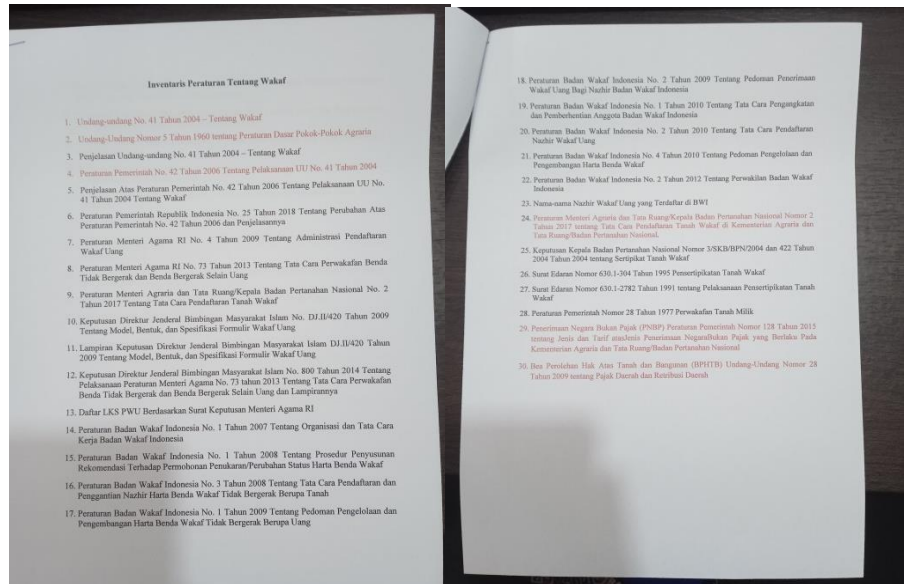 Inventaris Peraturan Tentang Wakaf
1. Undang-undang No. 41 Tahun 2004 – Tentang Wakaf
2. Undang-Undang Nomor 5 Tahun 1960 tentang Peraturan Dasar Pokok-Pokok Agraria
3. Penjelasan Undang-undang No. 41 Tahun 2004 – Tentang Wakaf
4. Peraturan Pemerintah No. 42 Tahun 2006 Tentang Pelaksanaan UU No. 41 Tahun 2004
5. Penjelasan Atas Peraturan Pemerintah No. 42 Tahun 2006 Tentang Pelaksanaan UU No.
41 Tahun 2004 Tentang Wakaf
6. Peraturan Pemerintah Republik Indonesia No. 25 Tahun 2018 Tentang Perubahan Atas
Peraturan Pemerintah No. 42 Tahun 2006 dan Penjelasannya
7. Peraturan Menteri Agama RI No. 4 Tahun 2009 Tentang Administrasi Pendaftaran
Wakaf Uang
8. Peraturan Menteri Agama RI No. 73 Tahun 2013 Tentang Tata Cara Perwakafan Benda
Tidak Bergerak dan Benda Bergerak Selain Uang
9. Peraturan Menteri Agraria dan Tata Ruang/Kepala Badan Pertanahan Nasional No. 2
Tahun 2017 Tentang Tata Cara Pendaftaran Tanah Wakaf
10. Keputusan Direktur Jenderal Bimbingan Masyarakat Islam No. DJ.II/420 Tahun 2009
Tentang Model, Bentuk, dan Spesifikasi Formulir Wakaf Uang
11. Lampiran Keputusan Direktur Jenderal Bimbingan Masyarakat Islam DJ.II/420 Tahun
2009 Tentang Model, Bentuk, dan Spesifikasi Formulir Wakaf Uang
12. Keputusan Direktur Jenderal Bimbingan Masyarakat Islam No. 800 Tahun 2014 Tentang
Pelaksanaan Peraturan Menteri Agama No. 73 tahun 2013 Tentang Tata Cara Perwakafan
Benda Tidak Bergerak dan Benda Bergerak Selain Uang dan Lampirannya
13. Daftar LKS PWU Berdasarkan Surat Keputusan Menteri Agama RI
14. Peraturan Badan Wakaf Indonesia No. 1 Tahun 2007 Tentang Organisasi dan Tata Cara
Kerja Badan Wakaf Indonesia
15. Peraturan Badan Wakaf Indonesia No. 1 Tahun 2008 Tentang Prosedur Penyusunan
Rekomendasi Terhadap Permohonan Penukaran/Perubahan Status Harta Benda Wakaf
16. Peraturan Badan Wakaf Indonesia No. 3 Tahun 2008 Tentang Tata Cara Pendaftaran dan
Penggantian Nazhir Harta Benda Wakaf Tidak Bergerak Berupa Tanah
17. Peraturan Badan Wakaf Indonesia No. 1 Tahun 2009 Tentang Pedoman Pengelolaan dan
Pengembangan Harta Benda Wakaf Tidak Bergerak Berupa Uang
18. Peraturan Badan Wakaf Indonesia No. 2 Tahun 2009 Tentang Pedoman Penerimaan
Wakaf Uang Bagi Nazhir Badan Wakaf Indonesia
19. Peraturan Badan Wakaf Indonesia No. 1 Tahun 2010 Tentang Tata Cara Pengangkatan
dan Pemberhentian Anggota Badan Wakaf Indonesia
20. Peraturan Badan Wakaf Indonesia No. 2 Tahun 2010 Tentang Tata Cara Pendaftaran
Nazhir Wakaf Uang
21. Peraturan Badan Wakaf Indonesia No. 4 Tahun 2010 Tentang Pedoman Pengelolaan dan
Pengembangan Harta Benda Wakaf
22. Peraturan Badan Wakaf Indonesia No. 2 Tahun 2012 Tentang Perwakilan Badan Wakaf
Indonesia
23. Nama-nama Nazhir Wakaf Uang yang Terdaftar di BWI
24. Peraturan Menteri Agraria dan Tata Ruang/Kepala Badan Pertanahan Nasional Nomor 2
Tahun 2017 tentang Tata Cara Pendaftaran Tanah Wakaf di Kementerian Agraria dan
Tata Ruang/Badan Pertanahan Nasional.
25. Keputusan Kepala Badan Pertanahan Nasional Nomor 3/SKB/BPN/2004 dan 422 Tahun
2004 Tahun 2004 tentang Sertipikat Tanah Wakaf
26. Surat Edaran Nomor 630.1-304 Tahun 1995 Pensertipikatan Tanah Wakaf
27. Surat Edaran Nomor 630.1-2782 Tahun 1991 tentang Pelaksanaan Pensertipikatan Tanah
Wakaf
28. Peraturan Pemerintah Nomor 28 Tahun 1977 Perwakafan Tanah Milik
29. Penerimaan Negara Bukan Pajak (PNBP) Peraturan Pemerintah Nomor 128 Tahun 2015
tentang Jenis dan Tarif atasJenis Penerimaan NegaraBukan Pajak yang Berlaku Pada
Kementerian Agraria dan Tata Ruang/Badan Pertanahan Nasional
30. Bea Perolehan Hak Atas Tanah dan Bangunan (BPHTB) Undang-Undang Nomor 28
Tahun 2009 tentang Pajak Daerah dan Retribusi Daerah